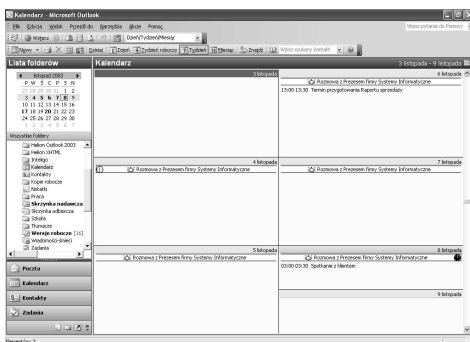 Kalendarz - Microsoft Outlook
Plik Edycja Widok Przejdź do Narzędzia Akcje Pomoc
Wpisz pytanie do Pomocy
Wstecz Dzień/Tydzień/Miesiąc
Nowy Dzisiaj Dzień Tydzień roboczy Tydzień Miesiąc Znajdź Wpisz szukany kontakt
Lista folderów
Kalendarz
3 listopada - 9 listopada
listopad 2003
P W Ś C P S N
27 28 29 30 31 1 2
3 4 5 6 7 8 9
10 11 12 13 14 15 16
17 18 19 20 21 22 23
24 25 26 27 28 29 30
1 2 3 4 5 6 7
Wszystkie foldery
Helion Outlook 2003
Helion XHTML
Inteligo
Kalendarz
Kontakty
Kopie robocze
Notatki
Praca
Skrzynka nadawcza
Skrzynka odbiorcza
Szkoła
Tłumacze
Wersje robocze [16]
Wiadomości-śmieci
Zadania
Poczta
Kalendarz
Kontakty
Zadania
3 listopada
4 listopada
Rozmowa z Prezesem firmy Systemy Informatyczne
5 listopada
Rozmowa z Prezesem firmy Systemy Informatyczne
6 listopada
Rozmowa z Prezesem firmy Systemy Informatyczne
13:00 13:30 Termin przygotowania Raportu sprzedaży
7 listopada
Rozmowa z Prezesem firmy Systemy Informatyczne
8 listopada
Rozmowa z Prezesem firmy Systemy Informatyczne
03:00 03:30 Spotkanie z klientem
9 listopada